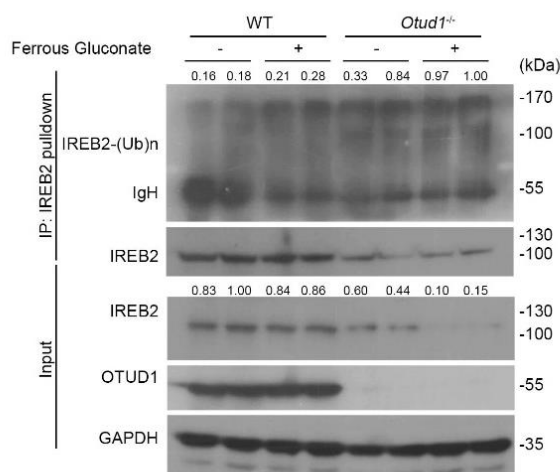 WT Otud1-/-
Ferrous Gluconate - + - +
(kDa)
0.16 0.18 0.21 0.28 0.33 0.84 0.97 1.00
-170
IP: IREB2 pulldown
IREB2-(Ub)n
-100
IgH
-55
-130
IREB2
-100
0.83 1.00 0.84 0.86 0.60 0.44 0.10 0.15
Input
IREB2
-130
-100
OTUD1
-55
GAPDH
-35